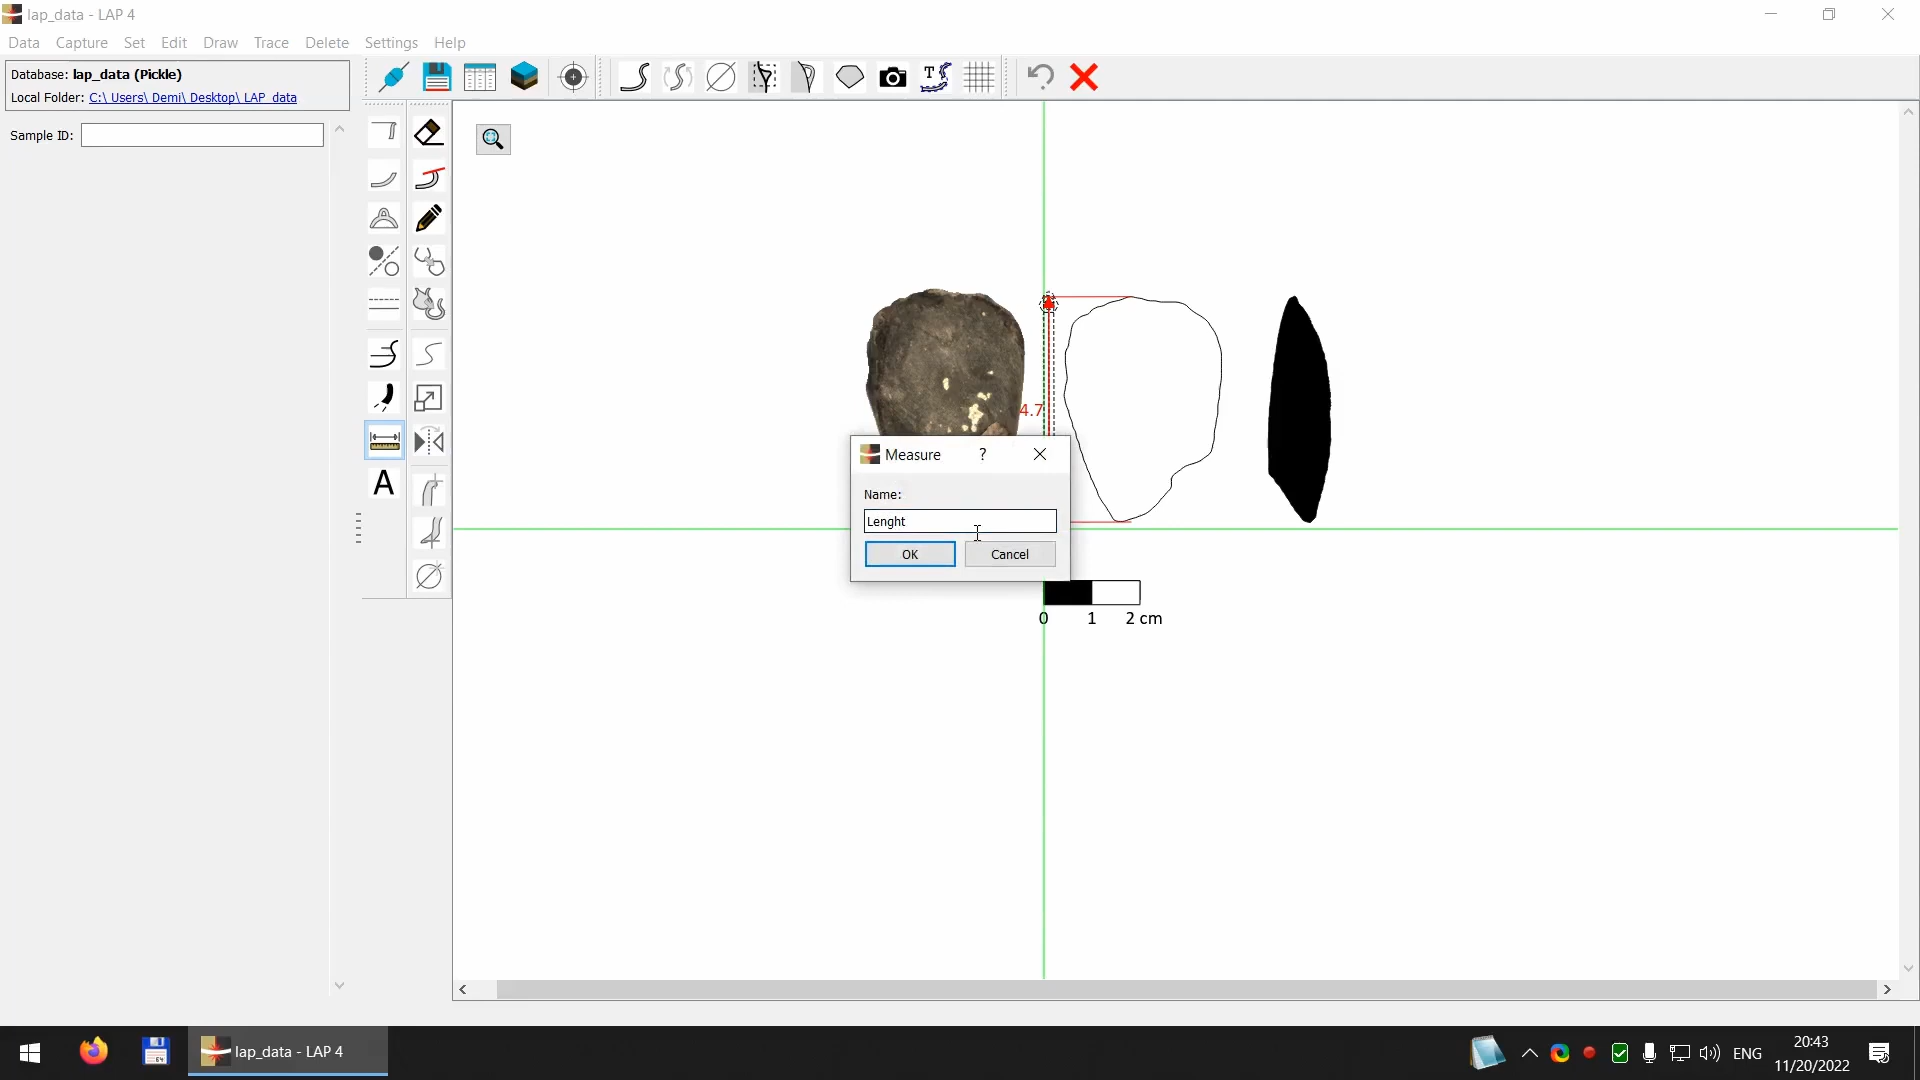 lap_data - LAP 4
Data Capture Set Edit Draw Trace Delete Settings Help
Database: lap_data (Pickle)
Local Folder: C:\ Users\ Demi\ Desktop\ LAP_data
Sample ID:
T
A
4.7
Measure ?
Name:
Lenght
OK Cancel
0 1 2 cm
64
lap_data - LAP 4
ENG
20:43
11/20/2022